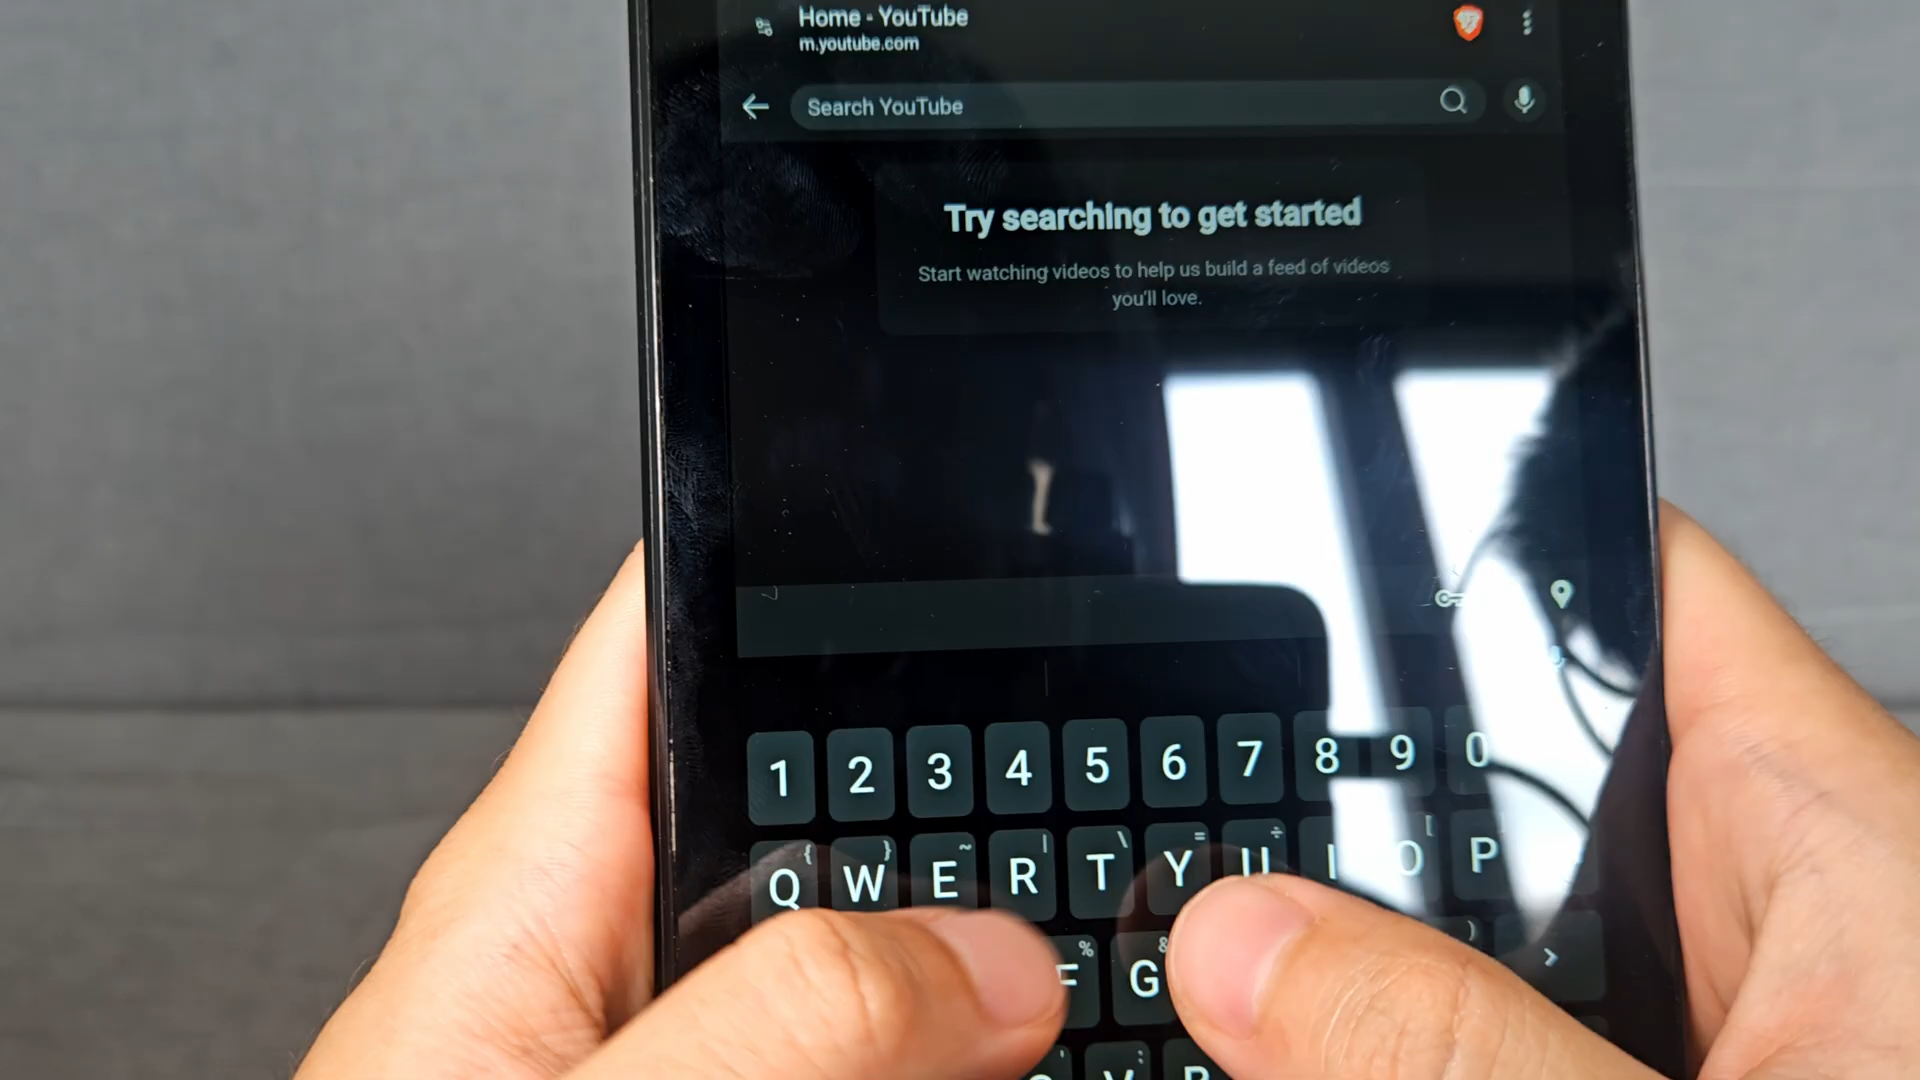 Home - YouTube
m.youtube.com
Search YouTube
Try searching to get started
Start watching videos to help us build a feed of videos
you'll love.
1 2 3 4 5 6 7 8 9 0
{ } ~ | \ = ÷ [
Q W E R T Y U I O P
% & )
F G
V